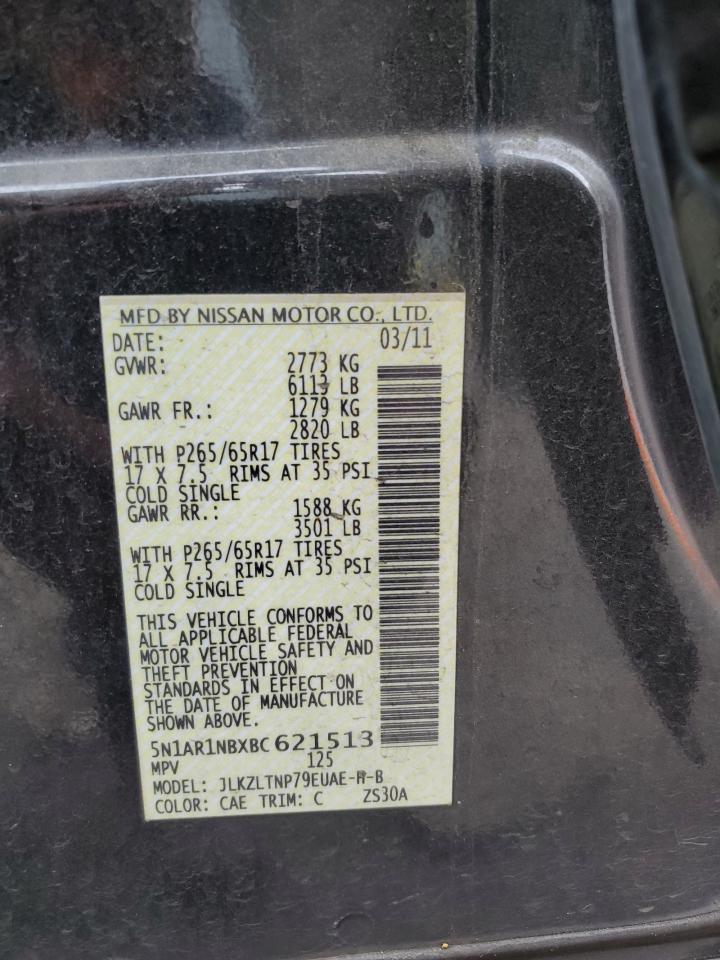 MFD BY NISSAN MOTOR CO., LTD.
DATE: 03/11
GVWR: 2773 KG
6113 LB
GAWR FR.: 1279 KG
2820 LB
WITH P265/65R17 TIRES
17 X 7.5 RIMS AT 35 PSI
COLD SINGLE
GAWR RR.: 1588 KG
3501 LB
WITH P265/65R17 TIRES
17 X 7.5 RIMS AT 35 PSI
COLD SINGLE
THIS VEHICLE CONFORMS TO
ALL APPLICABLE FEDERAL
MOTOR VEHICLE SAFETY AND
THEFT PREVENTION
STANDARDS IN EFFECT ON
THE DATE OF MANUFACTURE
SHOWN ABOVE.
5N1AR1NBXBC 621513
MPV 125
MODEL: JLKZLTNP79EUAE-H-B
COLOR: CAE TRIM: C ZS30A